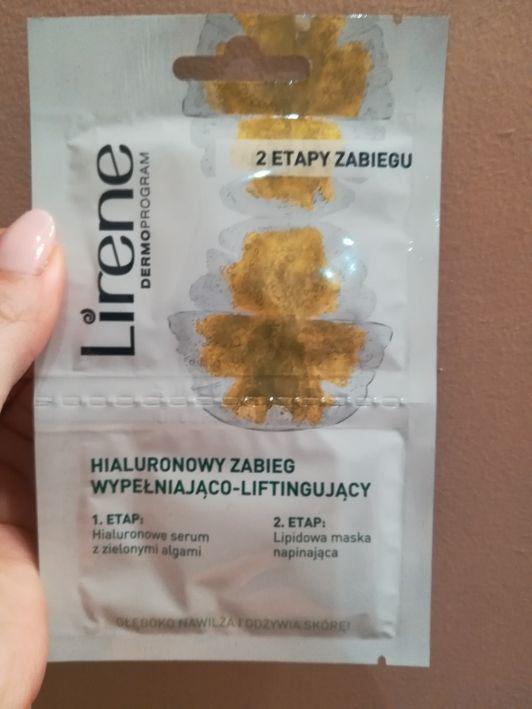 2 ETAPY ZABIEGU
Lirene
DERMOPROGRAM
HIALURONOWY ZABIEG
WYPEŁNIAJĄCO-LIFTINGUJĄCY
1. ETAP:
Hialuronowe serum
z zielonymi algami
2. ETAP:
Lipidowa maska
napinająca
GŁĘBOKO NAWILŻA I ODŻYWIA SKÓRĘ!